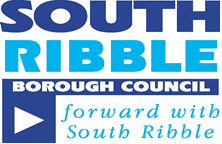 SOUTH
RIBBLE
BOROUGH COUNCIL
forward with
South Ribble